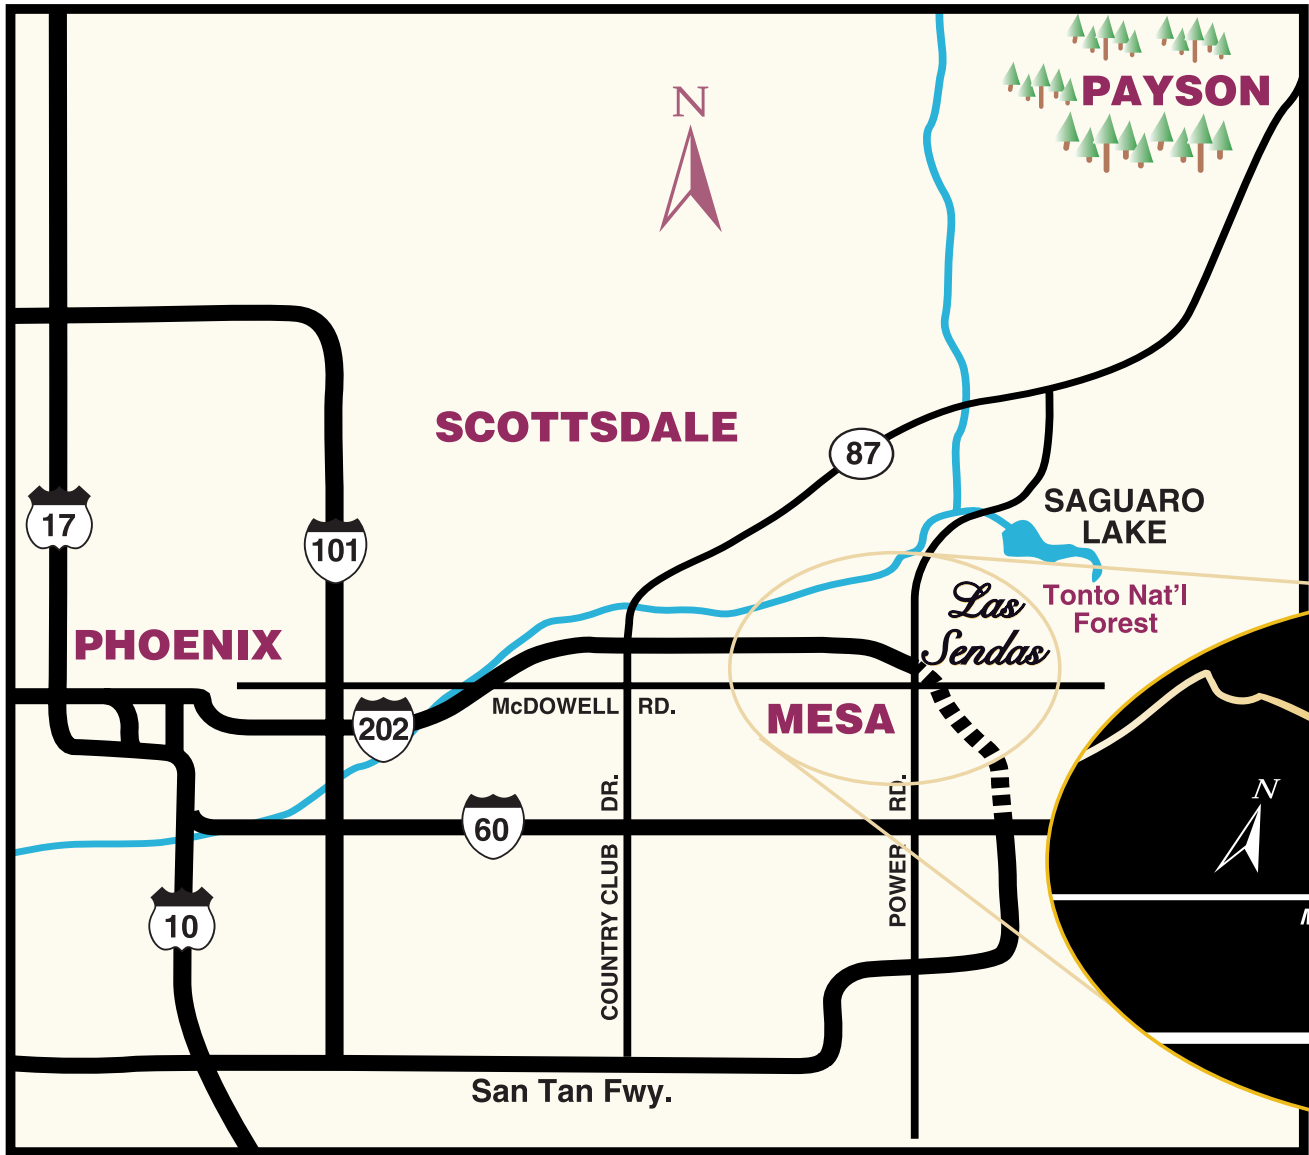 N
PAYSON
SCOTTSDALE
87
17
101
SAGUARO
LAKE
Tonto Nat'l
Forest
Las
Sendas
PHOENIX
McDOWELL RD.
202
MESA
60
COUNTRY CLUB DR.
POWER RD.
N
10
San Tan Fwy.